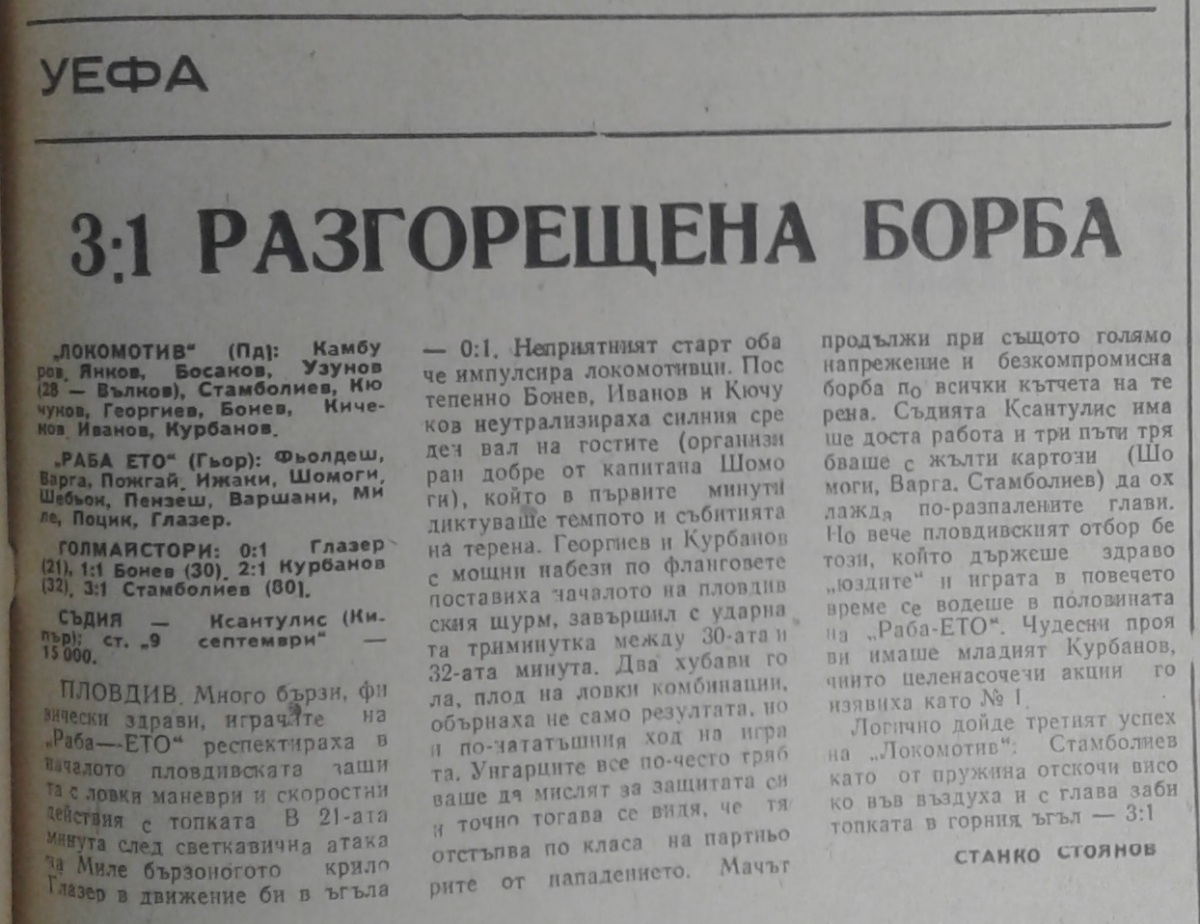 УЕФА
3:1 РАЗГОРЕЩЕНА БОРБА
„ЛОКОМОТИВ“ (Пд): Камбу
ров, Янков, Босаков, Узунов
(28 — Вълков), Стамболиев, Кю
чуков, Георгиев, Бонев, Киче-
ков Иванов, Курбанов.
„РАБА ЕТО“ (Гьор): Фьолдеш,
Варга, Пожгай, Ижаки, Шомоги,
Шебьок, Пензеш, Варшани, Ми
ле, Поцик, Глазер.
ГОЛМАЙСТОРИ: 0:1 Глазер
(21), 1:1 Бонев (30). 2:1 Курбанов
(32), 3:1 Стамболиев (80).
СЪДИЯ — Ксантулис (Ки-
пър); ст. „9 септември“ —
15 000.
ПЛОВДИВ. Много бързи, фи
зически здрави, играчите на
„Раба—ЕТО“ респектираха в
началото пловдивската защи
та с ловки маневри и скоростни
действия с топката В 21-ата
минута след светкавична атака
на Миле бързоногото крило
Глазер в движение би в ъгъла
— 0:1. Неприятният старт оба
че импулсира локомотивци. Пос
тепенно Бонев, Иванов и Кючу
ков неутрализираха силния сре
ден вал на гостите (организи
ран добре от капитана Шомо
ги), който в първите минути
диктуваше темпото и събитията
на терена. Георгиев и Курбанов
с мощни набези по фланговете
поставиха началото на пловдив
ския щурм, завършил с ударна
та триминутка между 30-ата и
32-ата минута. Два хубави го
ла, плод на ловки комбинации,
обърнаха не само резултата, но
и по-нататъшния ход на игра
та. Унгарците все по-често тряб
ваше да мислят за защитата си
и точно тогава се видя, че тя
отстъпва по класа на партньо
рите от нападението. Мачът
продължи при същото голямо
напрежение и безкомпромисна
борба по всички кътчета на те
рена. Съдията Ксантулис има
ше доста работа и три пъти тря
бваше с жълти картони (Шо
моги, Варга, Стамболиев) да ох
лажда по-разпалените глави.
Но вече пловдивският отбор бе
този, който държеше здраво
„юздите“ и играта в повечето
време се водеше в половината
на „Раба-ЕТО“. Чудесни проя
ви имаше младият Курбанов,
чиито целенасочени акции го
изявиха като № 1.
Логично дойде третият успех
на „Локомотив“: Стамболиев
като от пружина отскочи висо
ко във въздуха и с глава заби
топката в горния ъгъл — 3:1
СТАНКО СТОЯНОВ